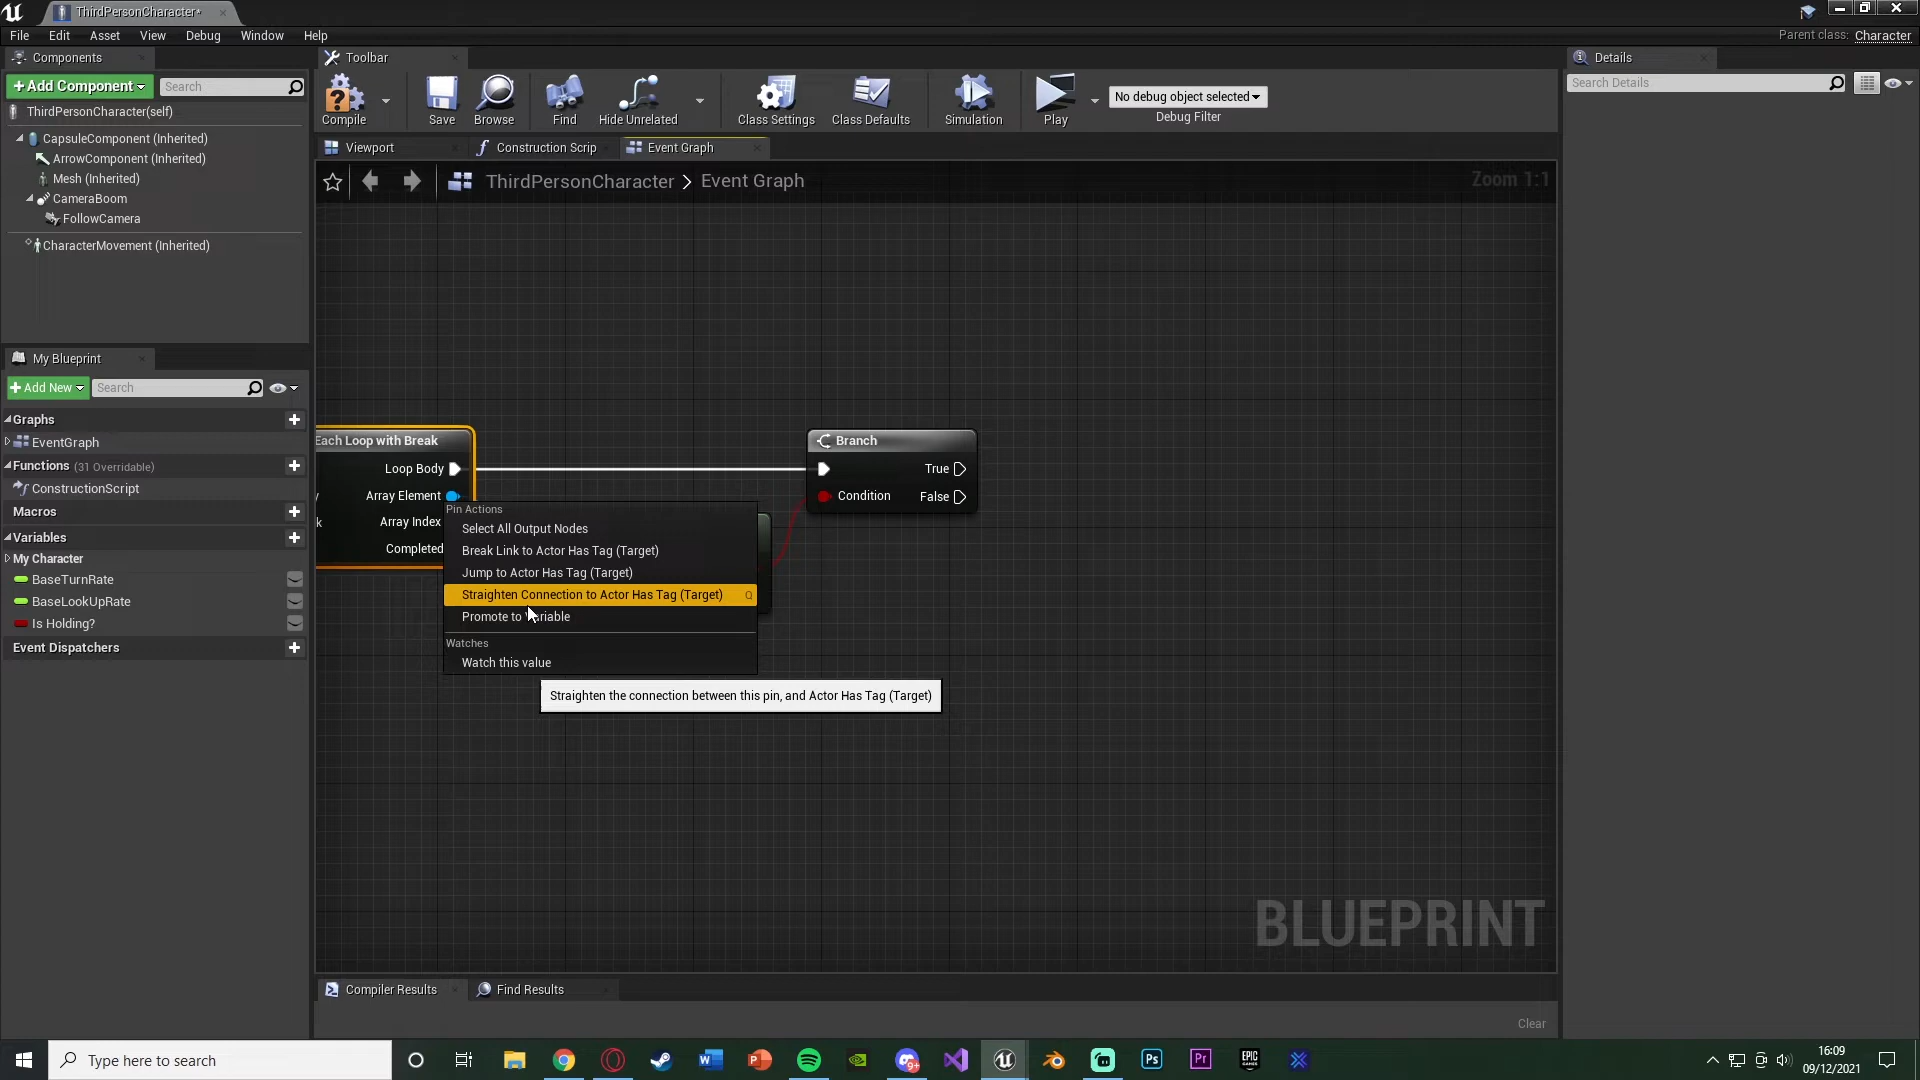 ThirdPersonCharacter*
File Edit Asset View Debug Window Help
Parent class: Character
Components
Toolbar
Details
+Add Component
Search
Search Details
ThirdPersonCharacter(self)
CapsuleComponent (Inherited)
ArrowComponent (Inherited)
Mesh (Inherited)
CameraBoom
FollowCamera
CharacterMovement (Inherited)
Compile
Save
Browse
Find
Hide Unrelated
Class Settings
Class Defaults
Simulation
Play
No debug object selected
Debug Filter
Viewport
Construction Scrip
Event Graph
ThirdPersonCharacter > Event Graph
Zoom 1:1
My Blueprint
+Add New
Search
Graphs
EventGraph
Functions (31 Overridable)
ConstructionScript
Macros
Variables
My Character
BaseTurnRate
BaseLookUpRate
Is Holding?
Event Dispatchers
Each Loop with Break
Loop Body
Array Element
Array Index
Completed
Branch
True
Condition
False
Pin Actions
Select All Output Nodes
Break Link to Actor Has Tag (Target)
Jump to Actor Has Tag (Target)
Straighten Connection to Actor Has Tag (Target) Q
Promote to Variable
Watches
Watch this value
Straighten the connection between this pin, and Actor Has Tag (Target)
BLUEPRINT
Compiler Results
Find Results
Clear
Type here to search
16:09
09/12/2021